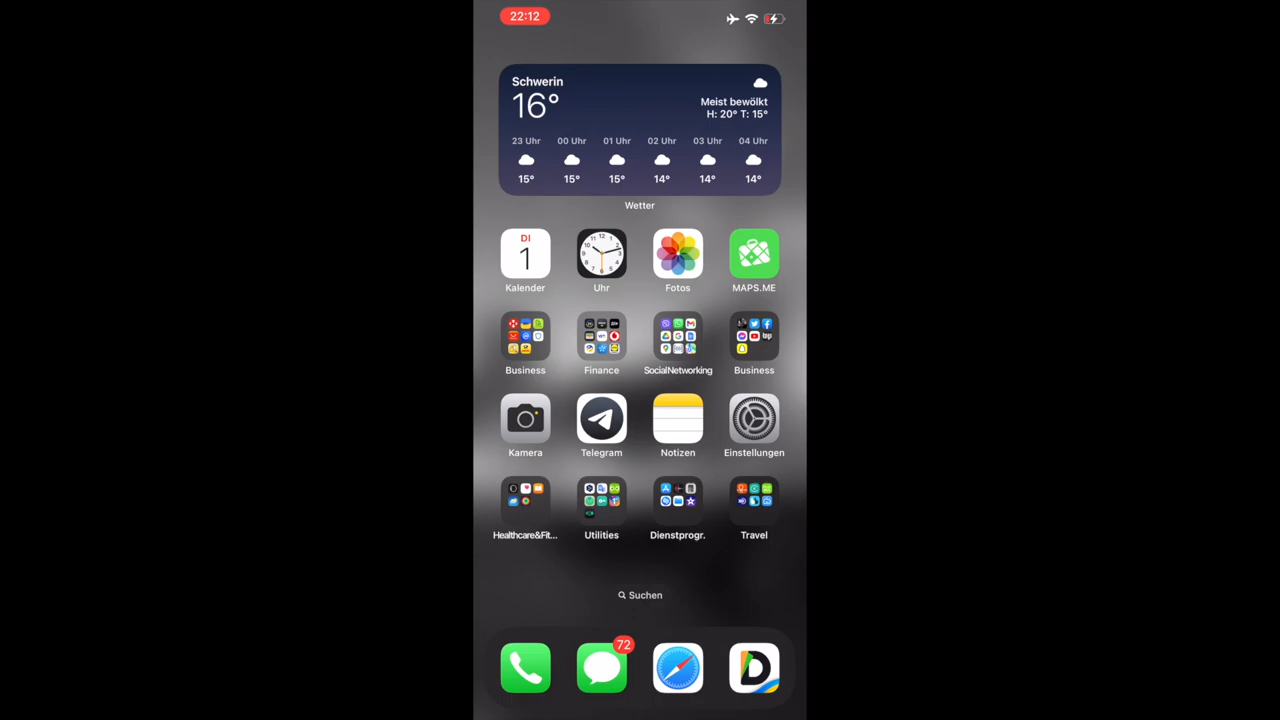 22:12
Schwerin
16°
Meist bewölkt
H: 20° T: 15°
23 Uhr 00 Uhr 01 Uhr 02 Uhr 03 Uhr 04 Uhr
15° 15° 15° 14° 14° 14°
Wetter
DI
1
Kalender Uhr Fotos MAPS.ME
Business Finance SocialNetworking Business
Kamera Telegram Notizen Einstellungen
Healthcare&Fit... Utilities Dienstprogr. Travel
Suchen
72